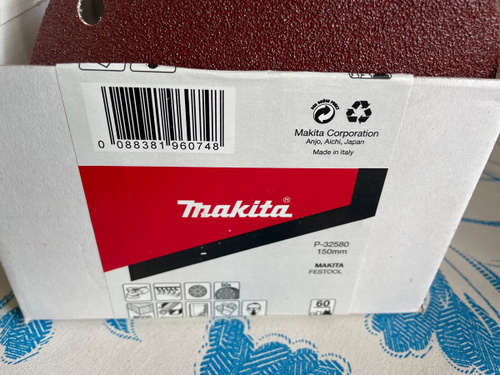 0 088381 960748
Makita Corporation
Anjo, Aichi, Japan
Made in Italy
makita®
P-32580
150mm
MAKITA
FESTOOL
60